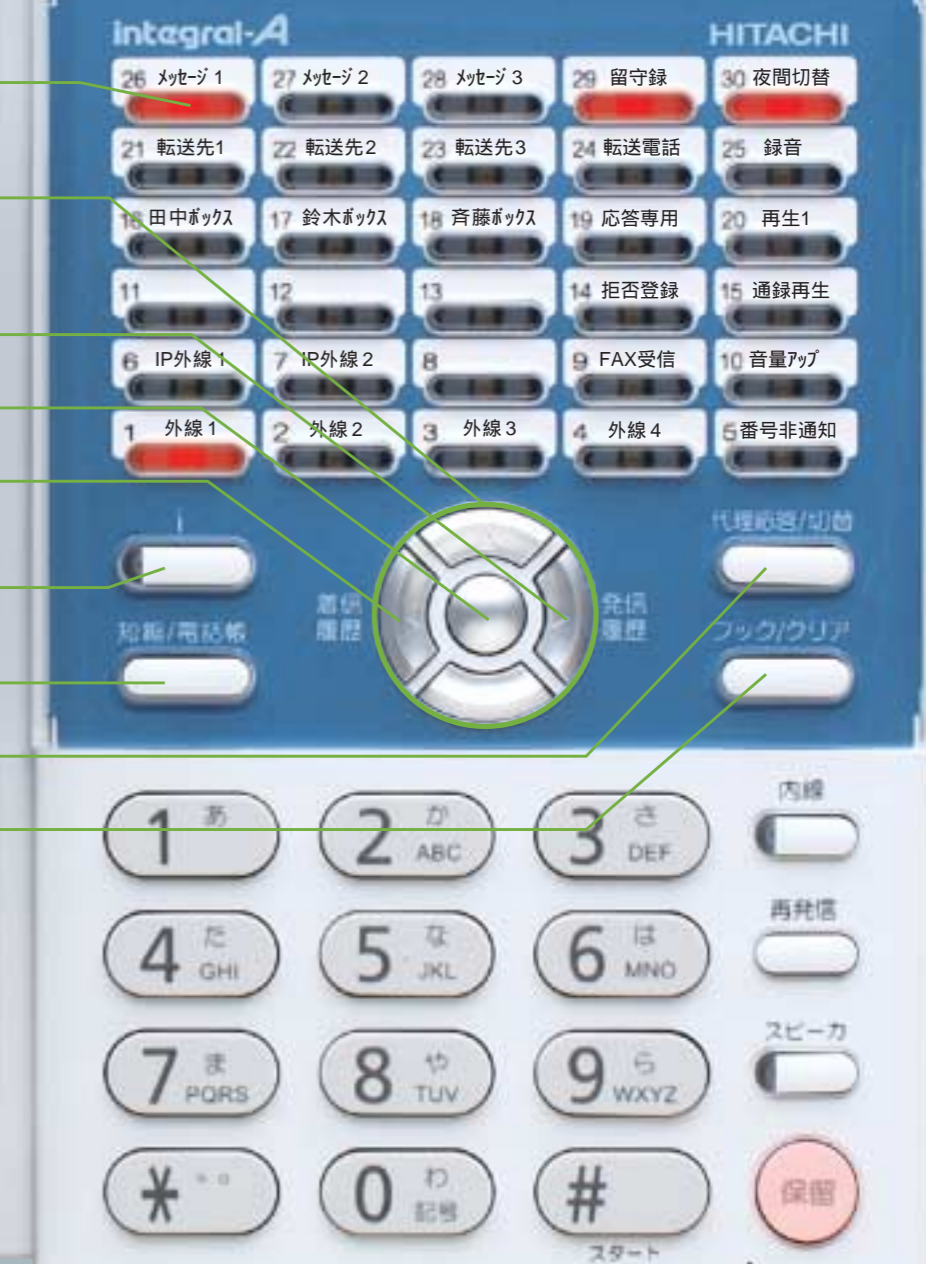 integral-A HITACHI
26 メッセージ 1 27 メッセージ 2 28 メッセージ 3 29 留守録 30 夜間切替
21 転送先1 22 転送先2 23 転送先3 24 転送電話 25 録音
16 田中ボックス 17 鈴木ボックス 18 斉藤ボックス 19 応答専用 20 再生1
11 12 13 14 拒否登録 15 通録再生
6 IP外線 1 7 IP外線 2 8 9 FAX受信 10 音量アップ
1 外線 1 2 外線 2 3 外線 3 4 外線 4 5 番号非通知
i 代理応答/切替
着信履歴 発信履歴
短縮/電話帳 フック/クリア
内線
1 あ 2 か ABC 3 さ DEF
再発信
4 た GHI 5 な JKL 6 は MNO
スピーカ
7 ま PQRS 8 や TUV 9 ら WXYZ
* ゛゜ 0 わ 記号 # 保留
スタート